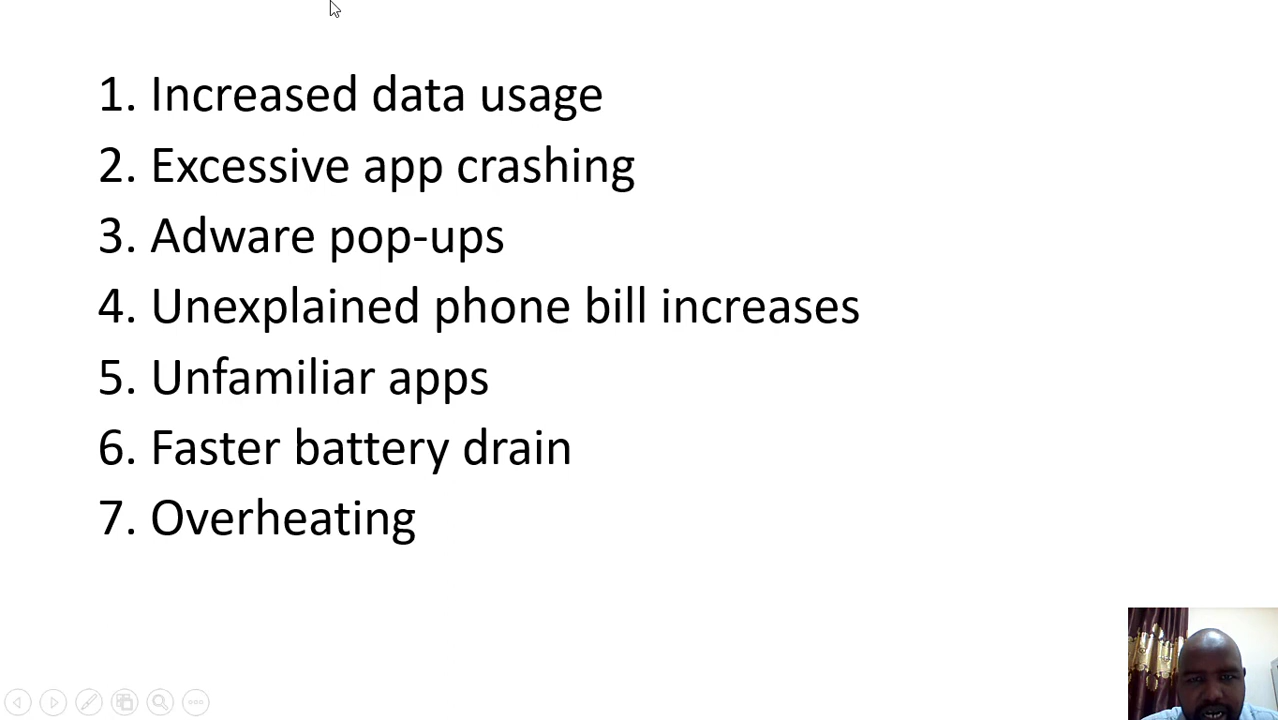 1. Increased data usage
2. Excessive app crashing
3. Adware pop-ups
4. Unexplained phone bill increases
5. Unfamiliar apps
6. Faster battery drain
7. Overheating